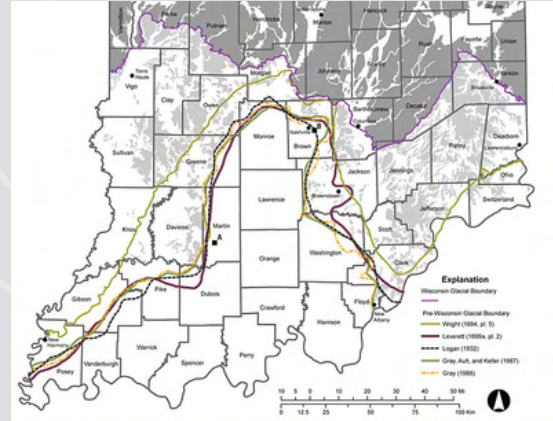 Vermillion
Parke
Putnam
Hendricks
Marion
Hancock
Rush
Fayette
Union
Terre
Haute
Vigo
Clay
Owen
Morgan
Johnson
Shelby
Franklin
Brookville
Bartholomew
Columbus
Decatur
Dearborn
Lawrenceburg
Sullivan
Greene
Monroe
Nashville
B
Brown
Jackson
Jennings
Ripley
Ohio
Switzerland
Brownstown
Jefferson
Knox
Daviess
Martin
A
Lawrence
Scott
Washington
Orange
Clark
Gibson
Pike
Dubois
Crawford
Harrison
Floyd
New
Albany
New
Harmony
Posey
Vanderburgh
Warrick
Spencer
Perry
Explanation
Wisconsin Glacial Boundary
Pre-Wisconsin Glacial Boundary
Wright (1884, pl. 5)
Leverett (1899a, pl. 2)
Logan (1932)
Gray, Ault, and Keller (1987)
Gray (1988)
10 5 0 10 20 30 40 50 Mi
0 12.5 25 50 75 100 Km